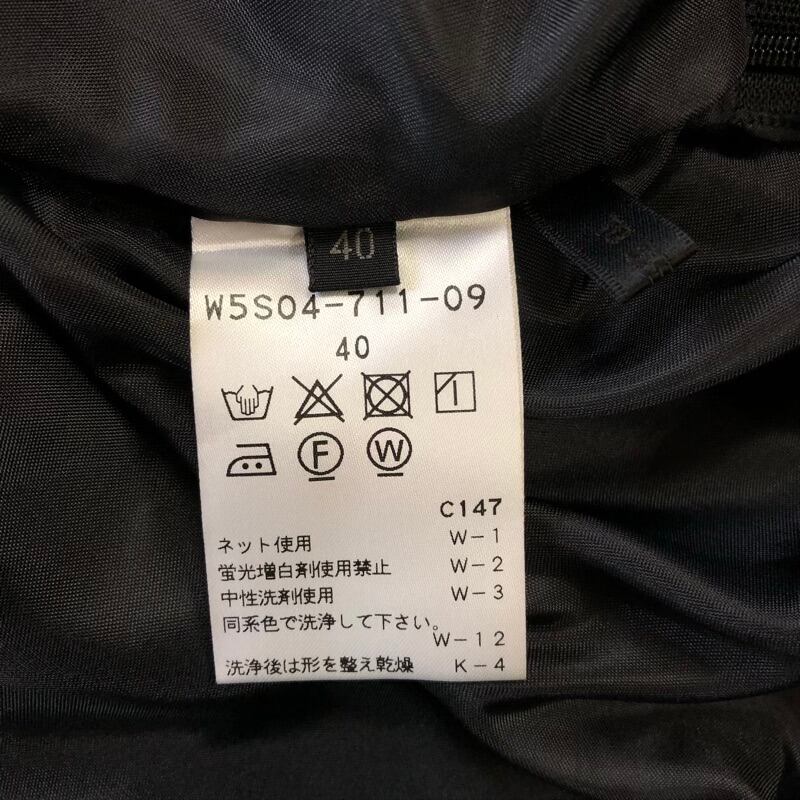 40
W5S04-711-09
40
F W
C147
ネット使用 W-1
蛍光増白剤使用禁止 W-2
中性洗剤使用 W-3
同系色で洗浄して下さい。
W-12
洗浄後は形を整え乾燥 K-4